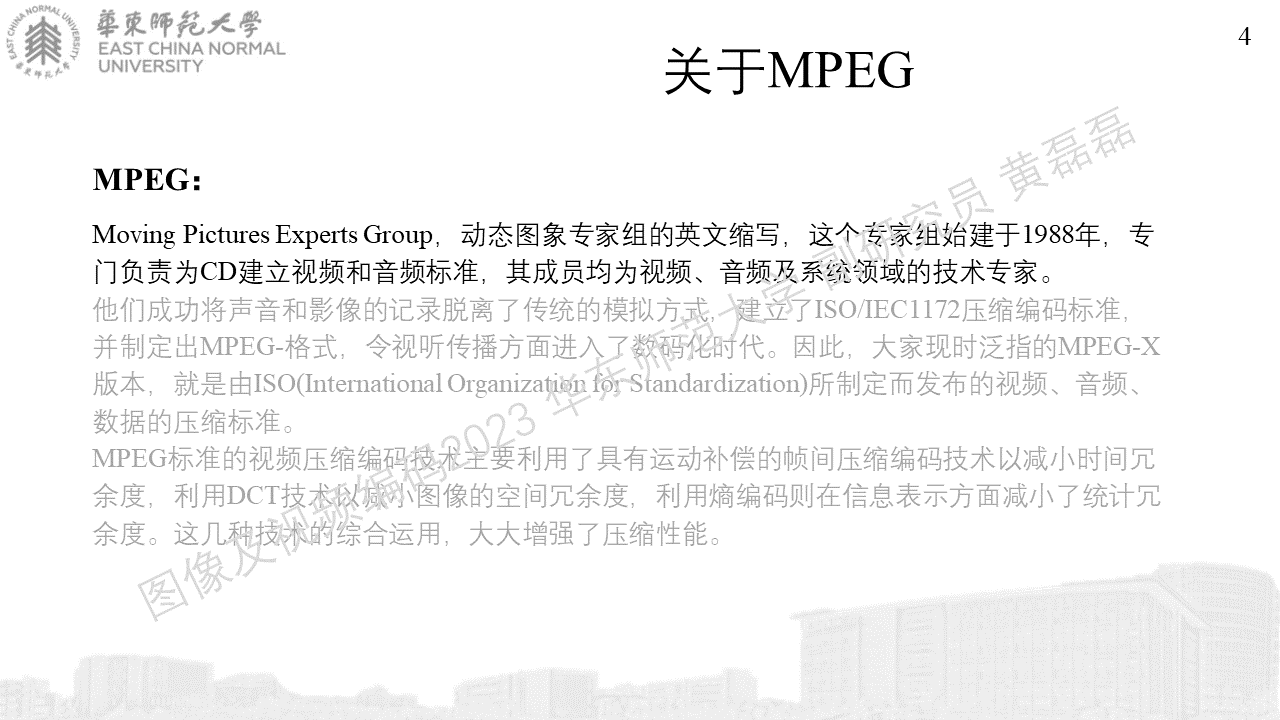 華東師范大學
EAST CHINA NORMAL
UNIVERSITY
EAST CHINA NORMAL UNIVERSITY
華東师范大學
4
关于MPEG
MPEG：
Moving Pictures Experts Group，动态图象专家组的英文缩写，这个专家组始建于1988年，专
门负责为CD建立视频和音频标准，其成员均为视频、音频及系统领域的技术专家。
他们成功将声音和影像的记录脱离了传统的模拟方式，建立了ISO/IEC1172压缩编码标准，
并制定出MPEG-格式，令视听传播方面进入了数码化时代。因此，大家现时泛指的MPEG-X
版本，就是由ISO(International Organization for Standardization)所制定而发布的视频、音频、
数据的压缩标准。
MPEG标准的视频压缩编码技术主要利用了具有运动补偿的帧间压缩编码技术以减小时间冗
余度，利用DCT技术以减小图像的空间冗余度，利用熵编码则在信息表示方面减小了统计冗
余度。这几种技术的综合运用，大大增强了压缩性能。
图像及视频编码2023 华东师范大学 副研究员 黄磊磊